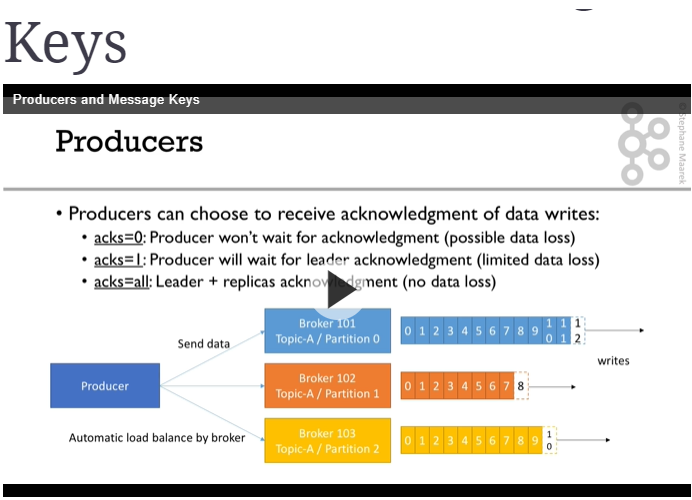 Keys
Producers and Message Keys
©Stephane Maarek
Producers
• Producers can choose to receive acknowledgment of data writes:
• acks=0: Producer won't wait for acknowledgment (possible data loss)
• acks=1: Producer will wait for leader acknowledgment (limited data loss)
• acks=all: Leader + replicas acknowledgment (no data loss)
Send data
Broker 101
Topic-A / Partition 0
0 1 2 3 4 5 6 7 8 9 10 11 12
writes
Producer
Broker 102
Topic-A / Partition 1
0 1 2 3 4 5 6 7 8
Automatic load balance by broker
Broker 103
Topic-A / Partition 2
0 1 2 3 4 5 6 7 8 9 10